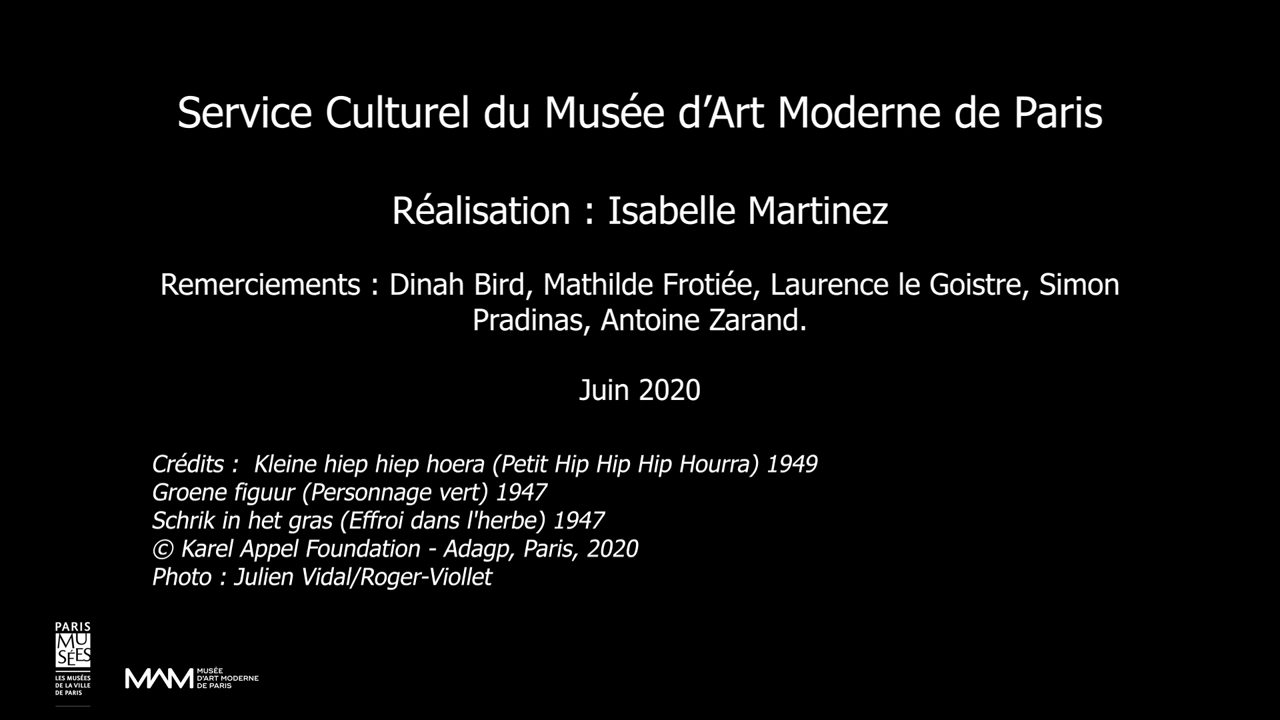 Service Culturel du Musée d’Art Moderne de Paris
Réalisation : Isabelle Martinez
Remerciements : Dinah Bird, Mathilde Frotiée, Laurence le Goistre, Simon
Pradinas, Antoine Zarand.
Juin 2020
Crédits :  Kleine hiep hiep hoera (Petit Hip Hip Hip Hourra) 1949
Groene figuur (Personnage vert) 1947
Schrik in het gras (Effroi dans l'herbe) 1947
© Karel Appel Foundation - Adagp, Paris, 2020
Photo : Julien Vidal/Roger-Viollet
PARIS
MU
SÉES
LES MUSÉES
DE LA VILLE
DE PARIS
MAM
MUSÉE
D'ART MODERNE
DE PARIS